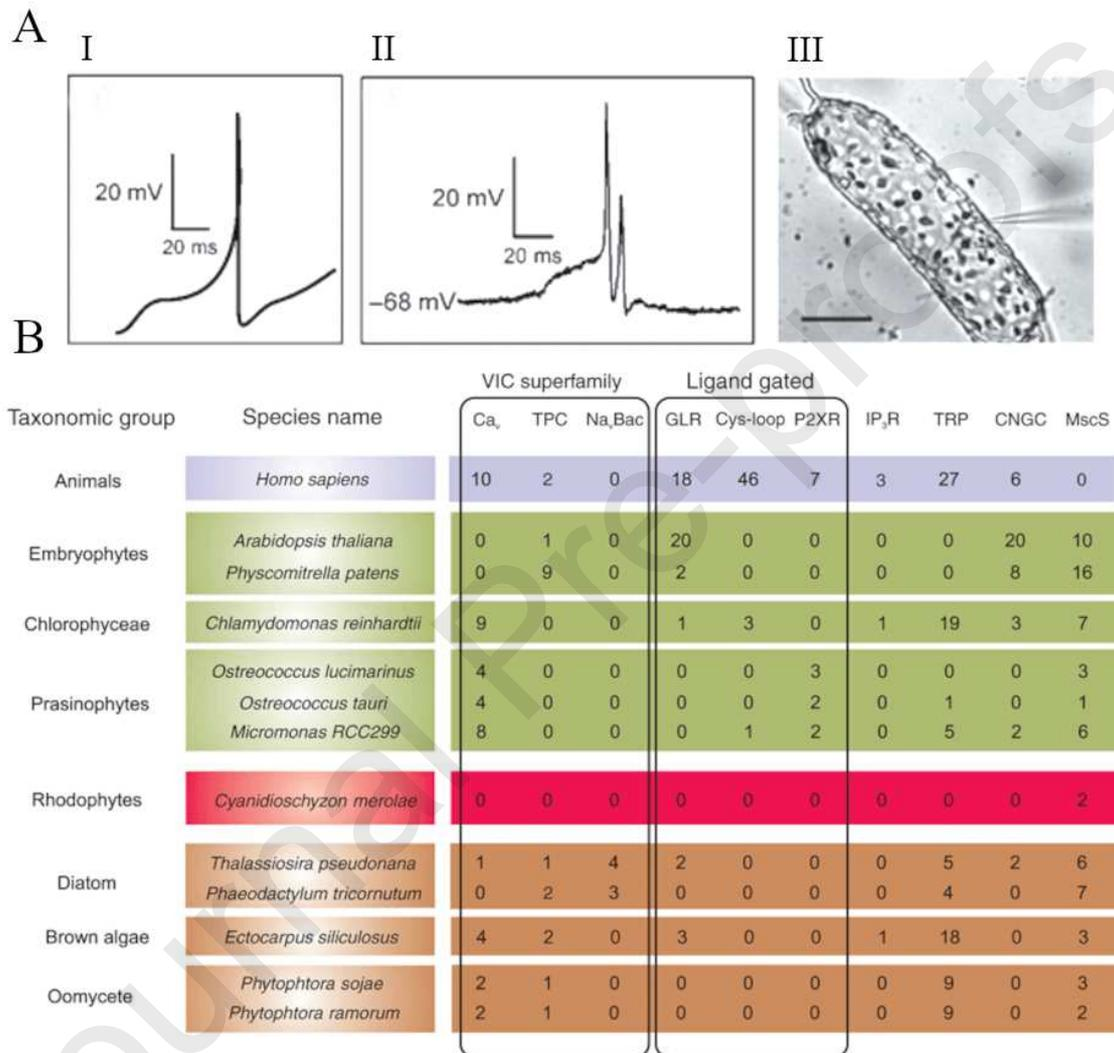 A
I II III
20 mV
20 ms
20 mV
20 ms
–68 mV
B
VIC superfamily Ligand gated
Taxonomic group Species name Caᵥ TPC NaᵥBac GLR Cys-loop P2XR IP₃R TRP CNGC MscS
Animals Homo sapiens 10 2 0 18 46 7 3 27 6 0
Embryophytes
Arabidopsis thaliana 0 1 0 20 0 0 0 0 20 10
Physcomitrella patens 0 9 0 2 0 0 0 0 8 16
Chlorophyceae Chlamydomonas reinhardtii 9 0 0 1 3 0 1 19 3 7
Prasinophytes
Ostreococcus lucimarinus 4 0 0 0 0 3 0 0 0 3
Ostreococcus tauri 4 0 0 0 0 2 0 1 0 1
Micromonas RCC299 8 0 0 0 1 2 0 5 2 6
Rhodophytes Cyanidioschyzon merolae 0 0 0 0 0 0 0 0 0 2
Diatom
Thalassiosira pseudonana 1 1 4 2 0 0 0 5 2 6
Phaeodactylum tricornutum 0 2 3 0 0 0 0 4 0 7
Brown algae Ectocarpus siliculosus 4 2 0 3 0 0 1 18 0 3
Oomycete
Phytophtora sojae 2 1 0 0 0 0 0 9 0 3
Phytophtora ramorum 2 1 0 0 0 0 0 9 0 2
Journal Pre-proofs